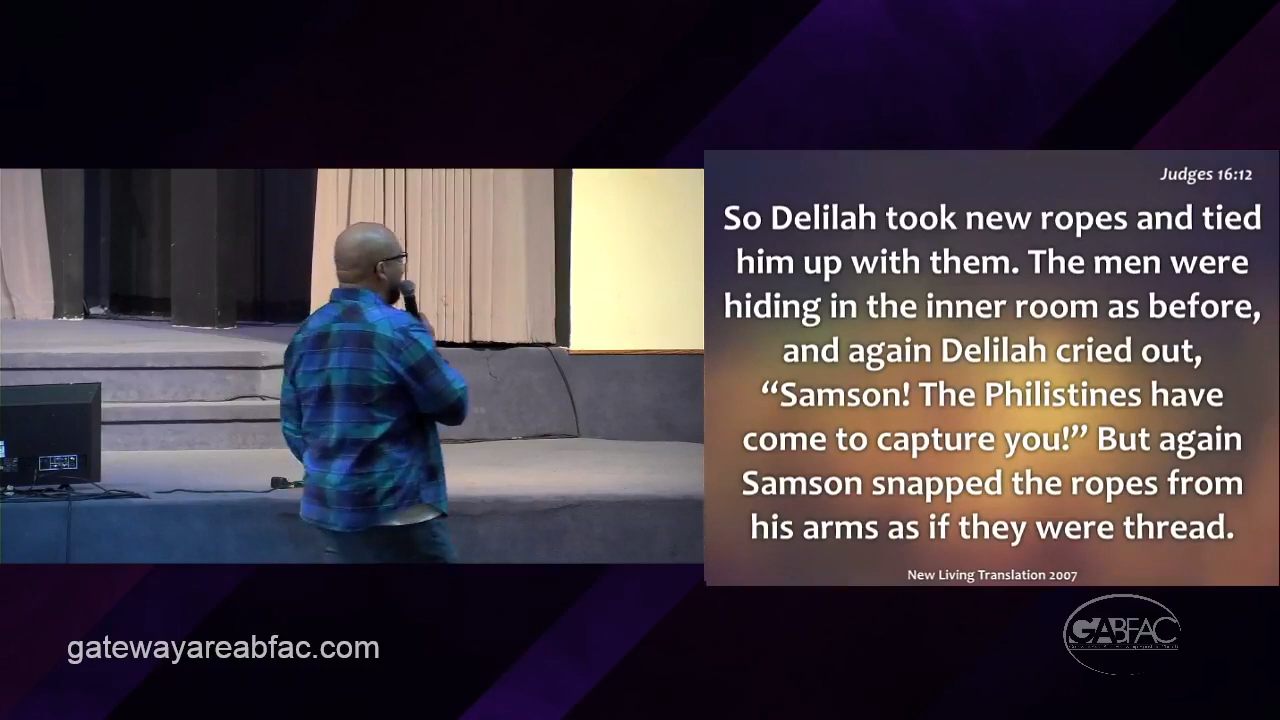 Judges 16:12
So Delilah took new ropes and tied
him up with them. The men were
hiding in the inner room as before,
and again Delilah cried out,
“Samson! The Philistines have
come to capture you!” But again
Samson snapped the ropes from
his arms as if they were thread.
New Living Translation 2007
gatewayareabfac.com
GABFAC